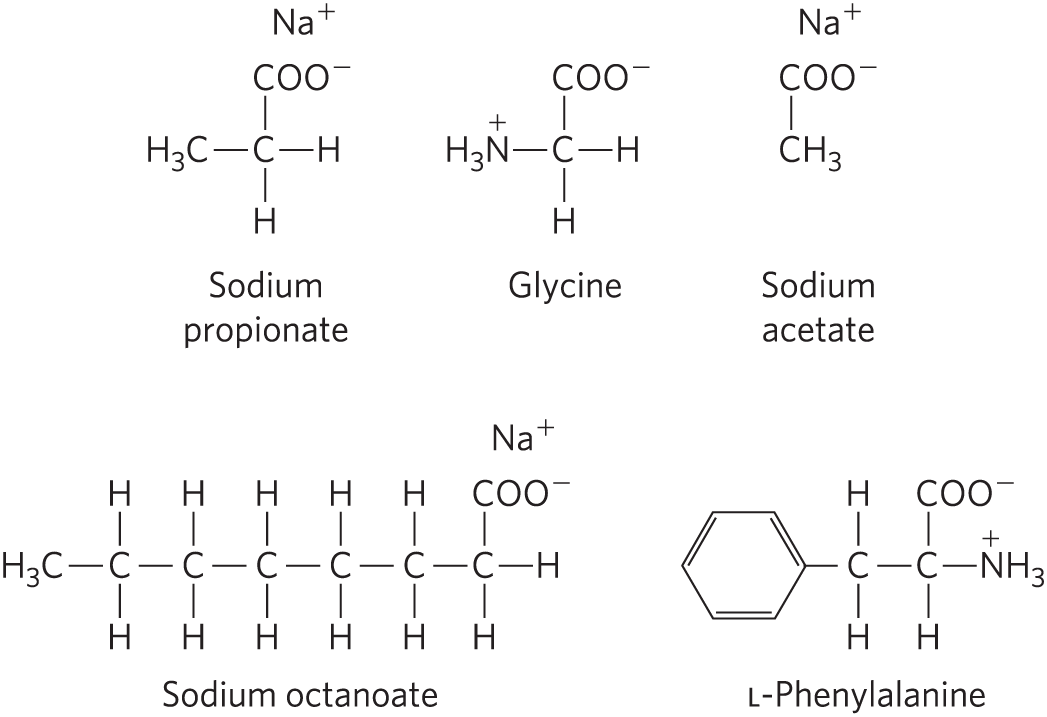 Na⁺ Na⁺
COO⁻ COO⁻ COO⁻
H₃C—C—H H₃N⁺—C—H CH₃
H H
Sodium propionate Glycine Sodium acetate
Na⁺
H H H H H COO⁻ H COO⁻
H₃C—C—C—C—C—C—C—H C—C—NH₃⁺
H H H H H H H H
Sodium octanoate L-Phenylalanine